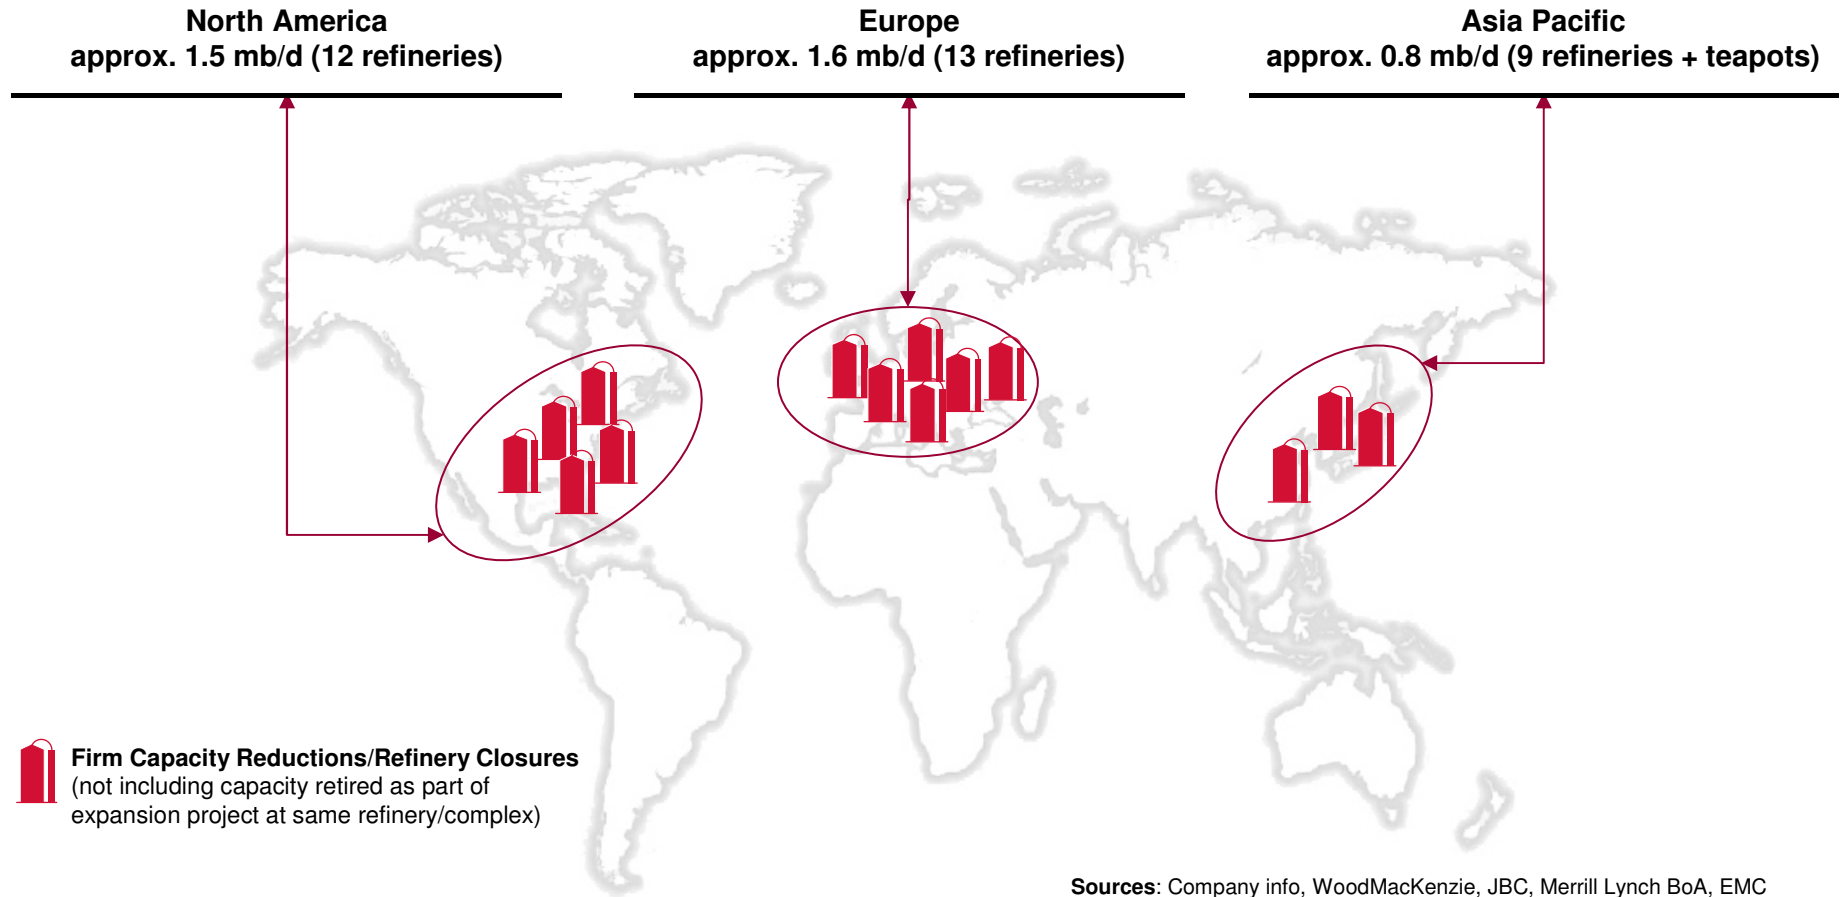 North America
approx. 1.5 mb/d (12 refineries)
Europe
approx. 1.6 mb/d (13 refineries)
Asia Pacific
approx. 0.8 mb/d (9 refineries + teapots)
Firm Capacity Reductions/Refinery Closures
(not including capacity retired as part of
expansion project at same refinery/complex)
Sources: Company info, WoodMacKenzie, JBC, Merrill Lynch BoA, EMC